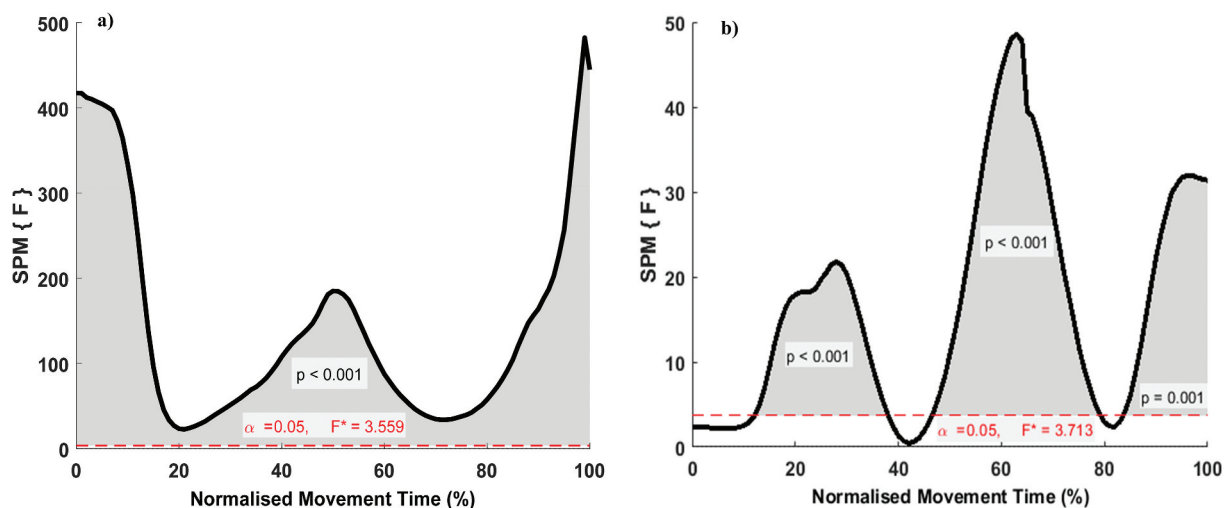 a)
500
400
300
200
100
0
SPM { F }
p < 0.001
α =0.05, F* = 3.559
0 20 40 60 80 100
Normalised Movement Time (%)
b)
50
40
30
20
10
0
SPM { F }
p < 0.001
p < 0.001
p = 0.001
α =0.05, F* = 3.713
0 20 40 60 80 100
Normalised Movement Time (%)